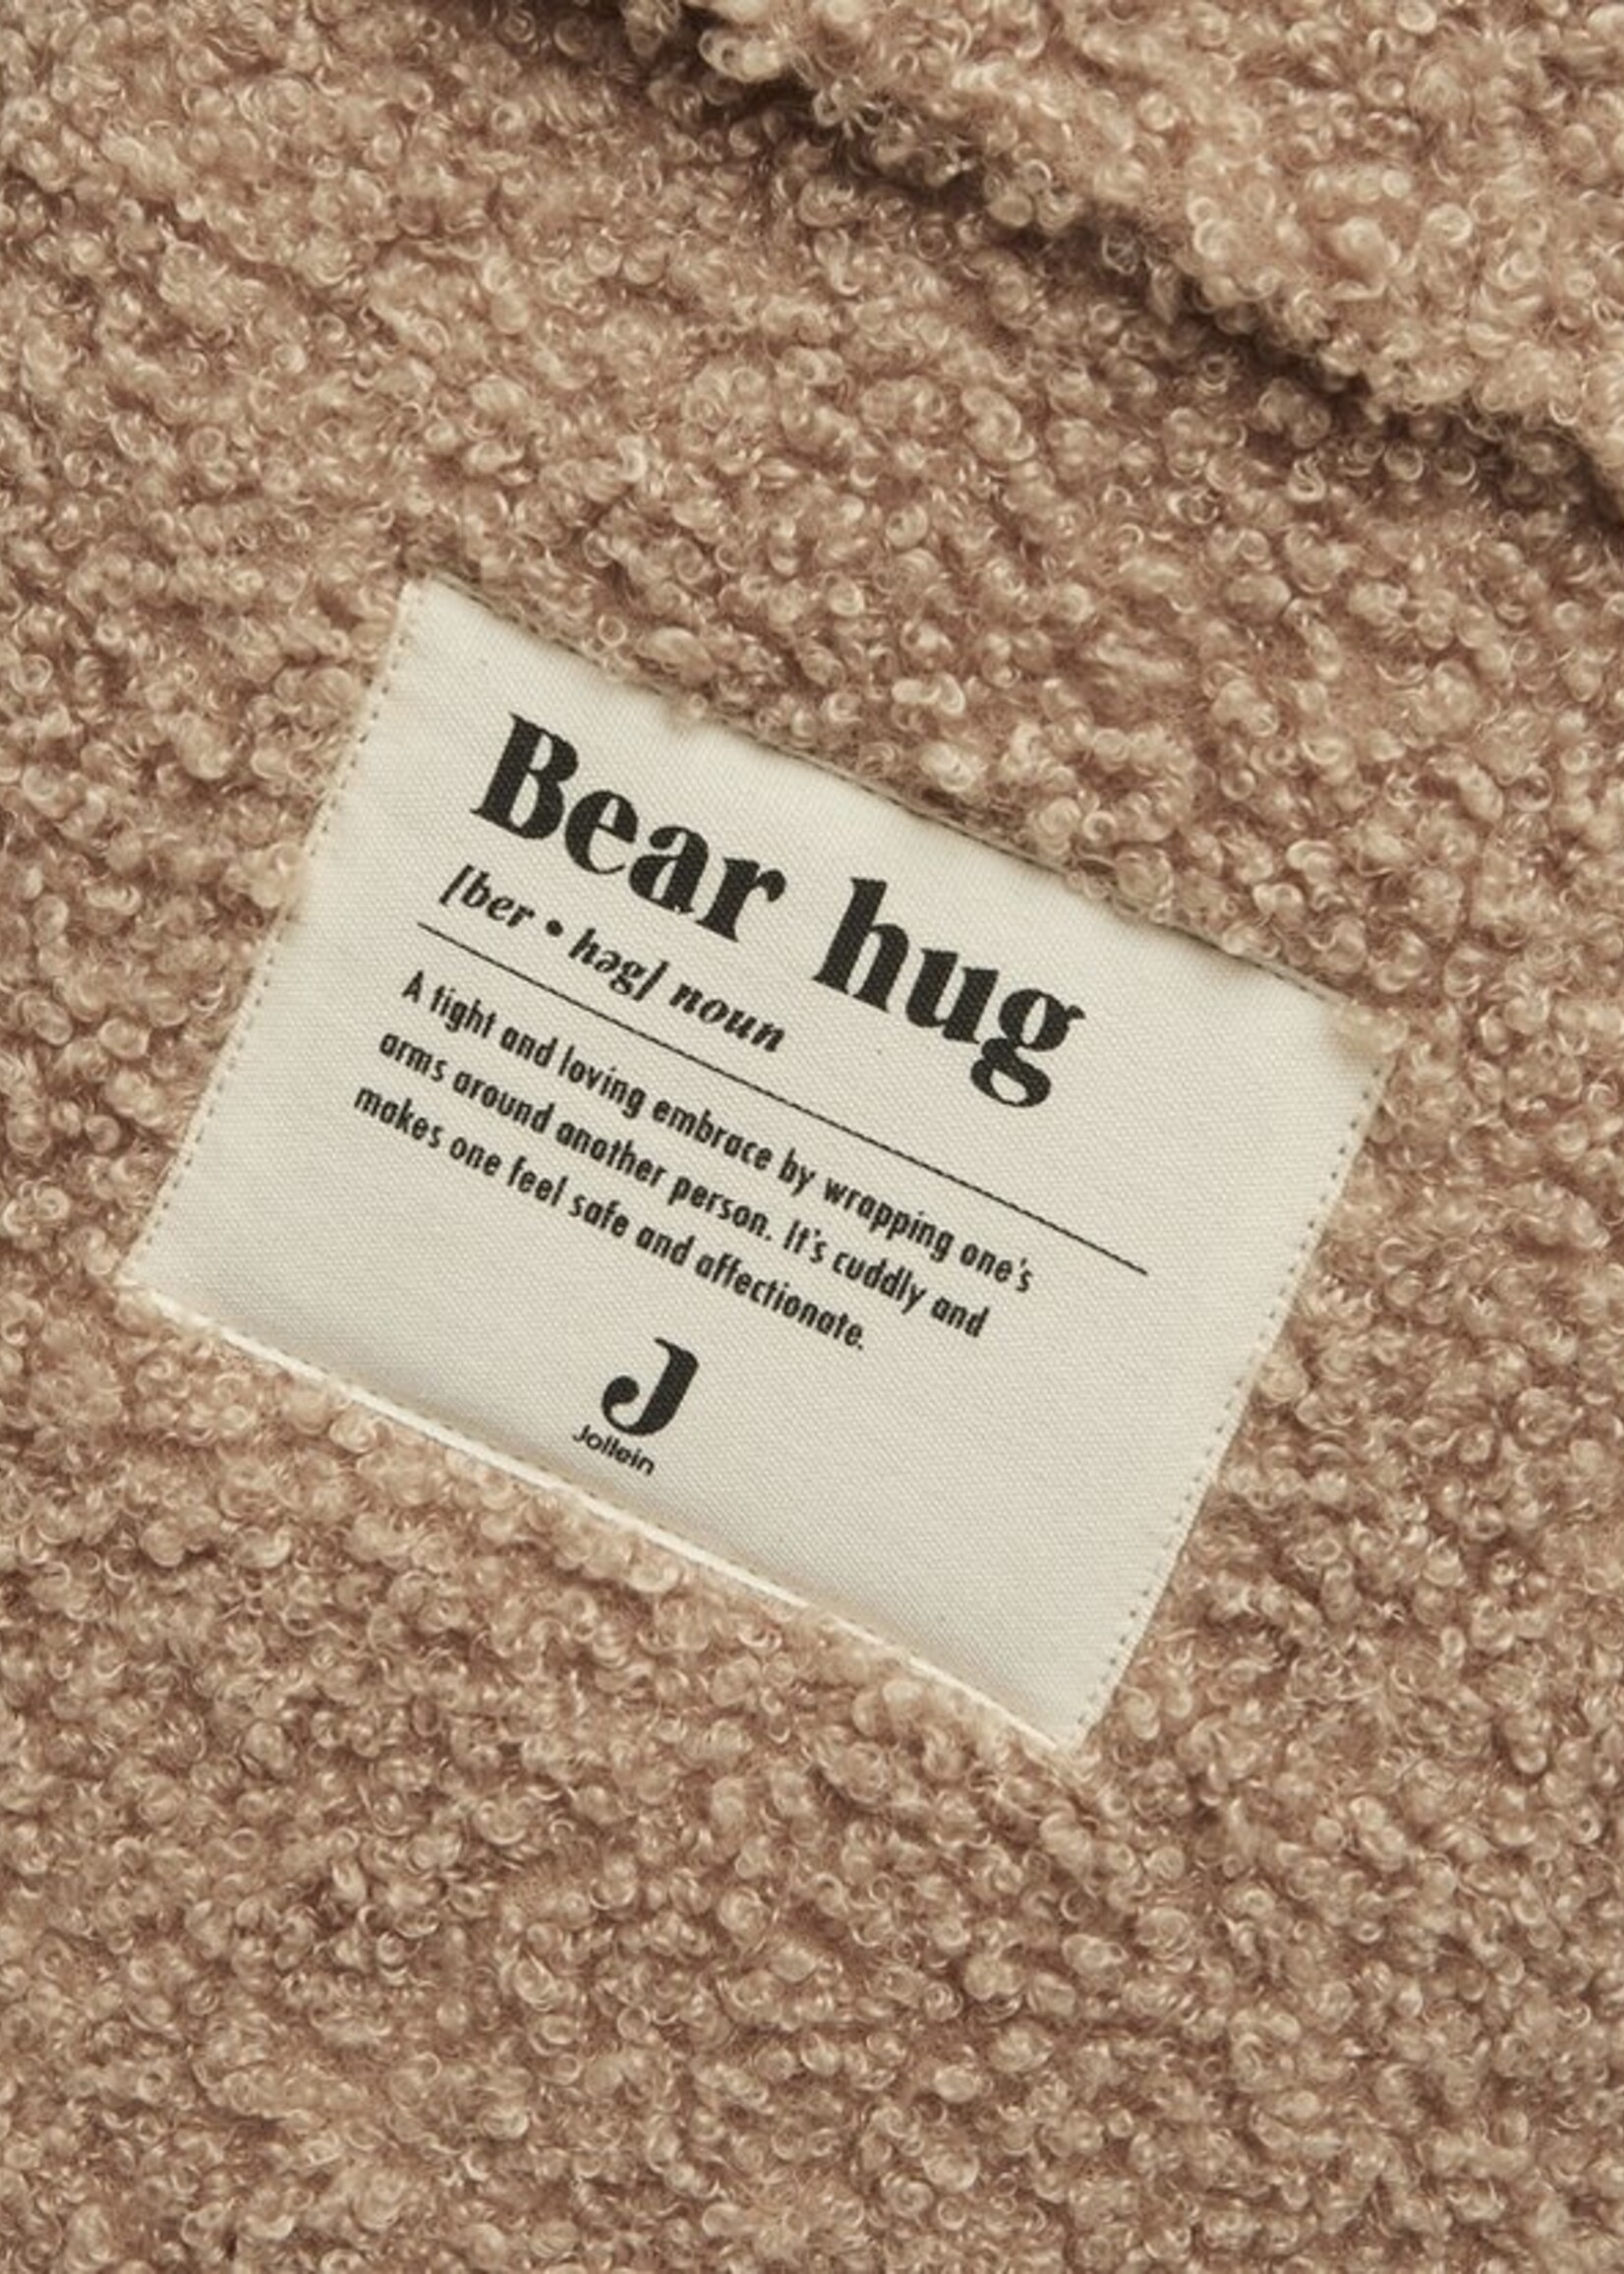 Bear hug
[ber • həg] noun
A tight and loving embrace by wrapping one's
arms around another person. It's cuddly and
makes one feel safe and affectionate.
J
Jollein